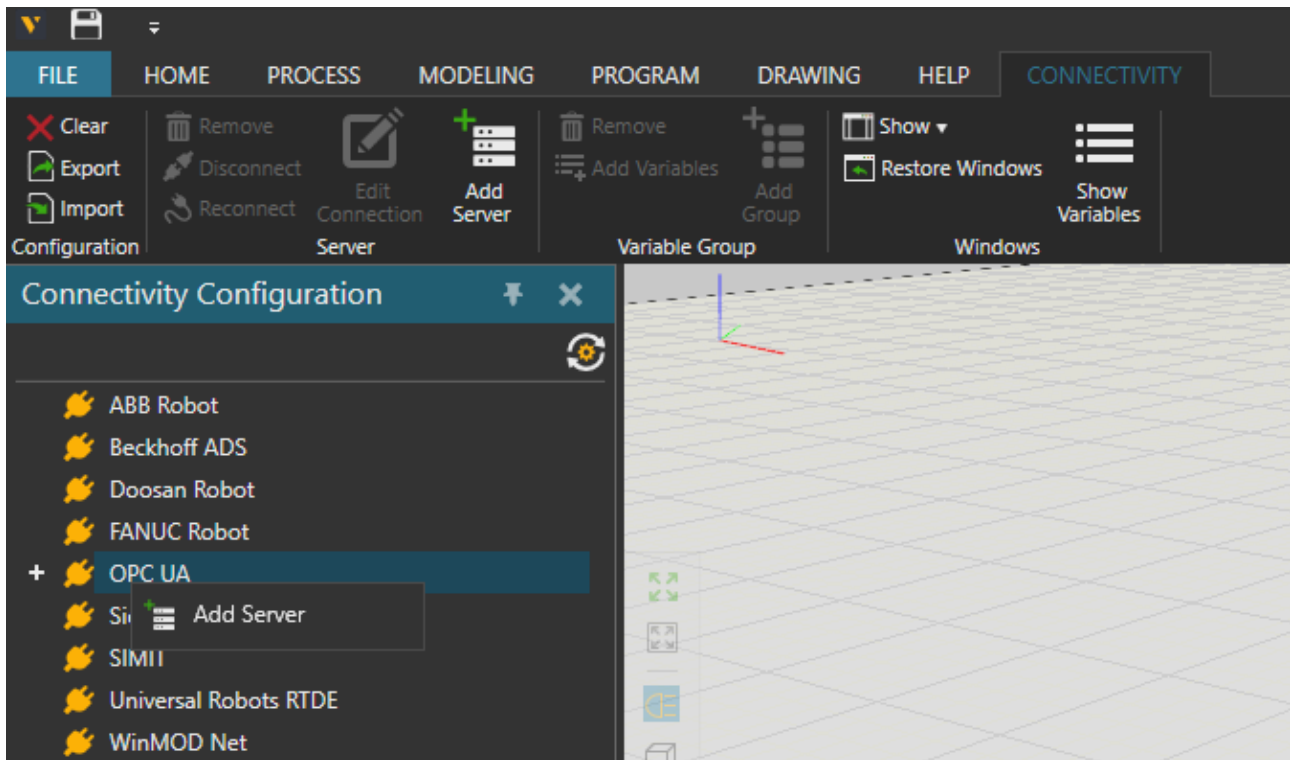 FILE HOME PROCESS MODELING PROGRAM DRAWING HELP CONNECTIVITY
Clear
Export
Import
Configuration
Remove
Disconnect
Reconnect
Edit
Connection
Add
Server
Server
Remove
Add Variables
Add
Group
Variable Group
Show
Restore Windows
Show
Variables
Windows
Connectivity Configuration
ABB Robot
Beckhoff ADS
Doosan Robot
FANUC Robot
OPC UA
Add Server
SIMIT
Universal Robots RTDE
WinMOD Net